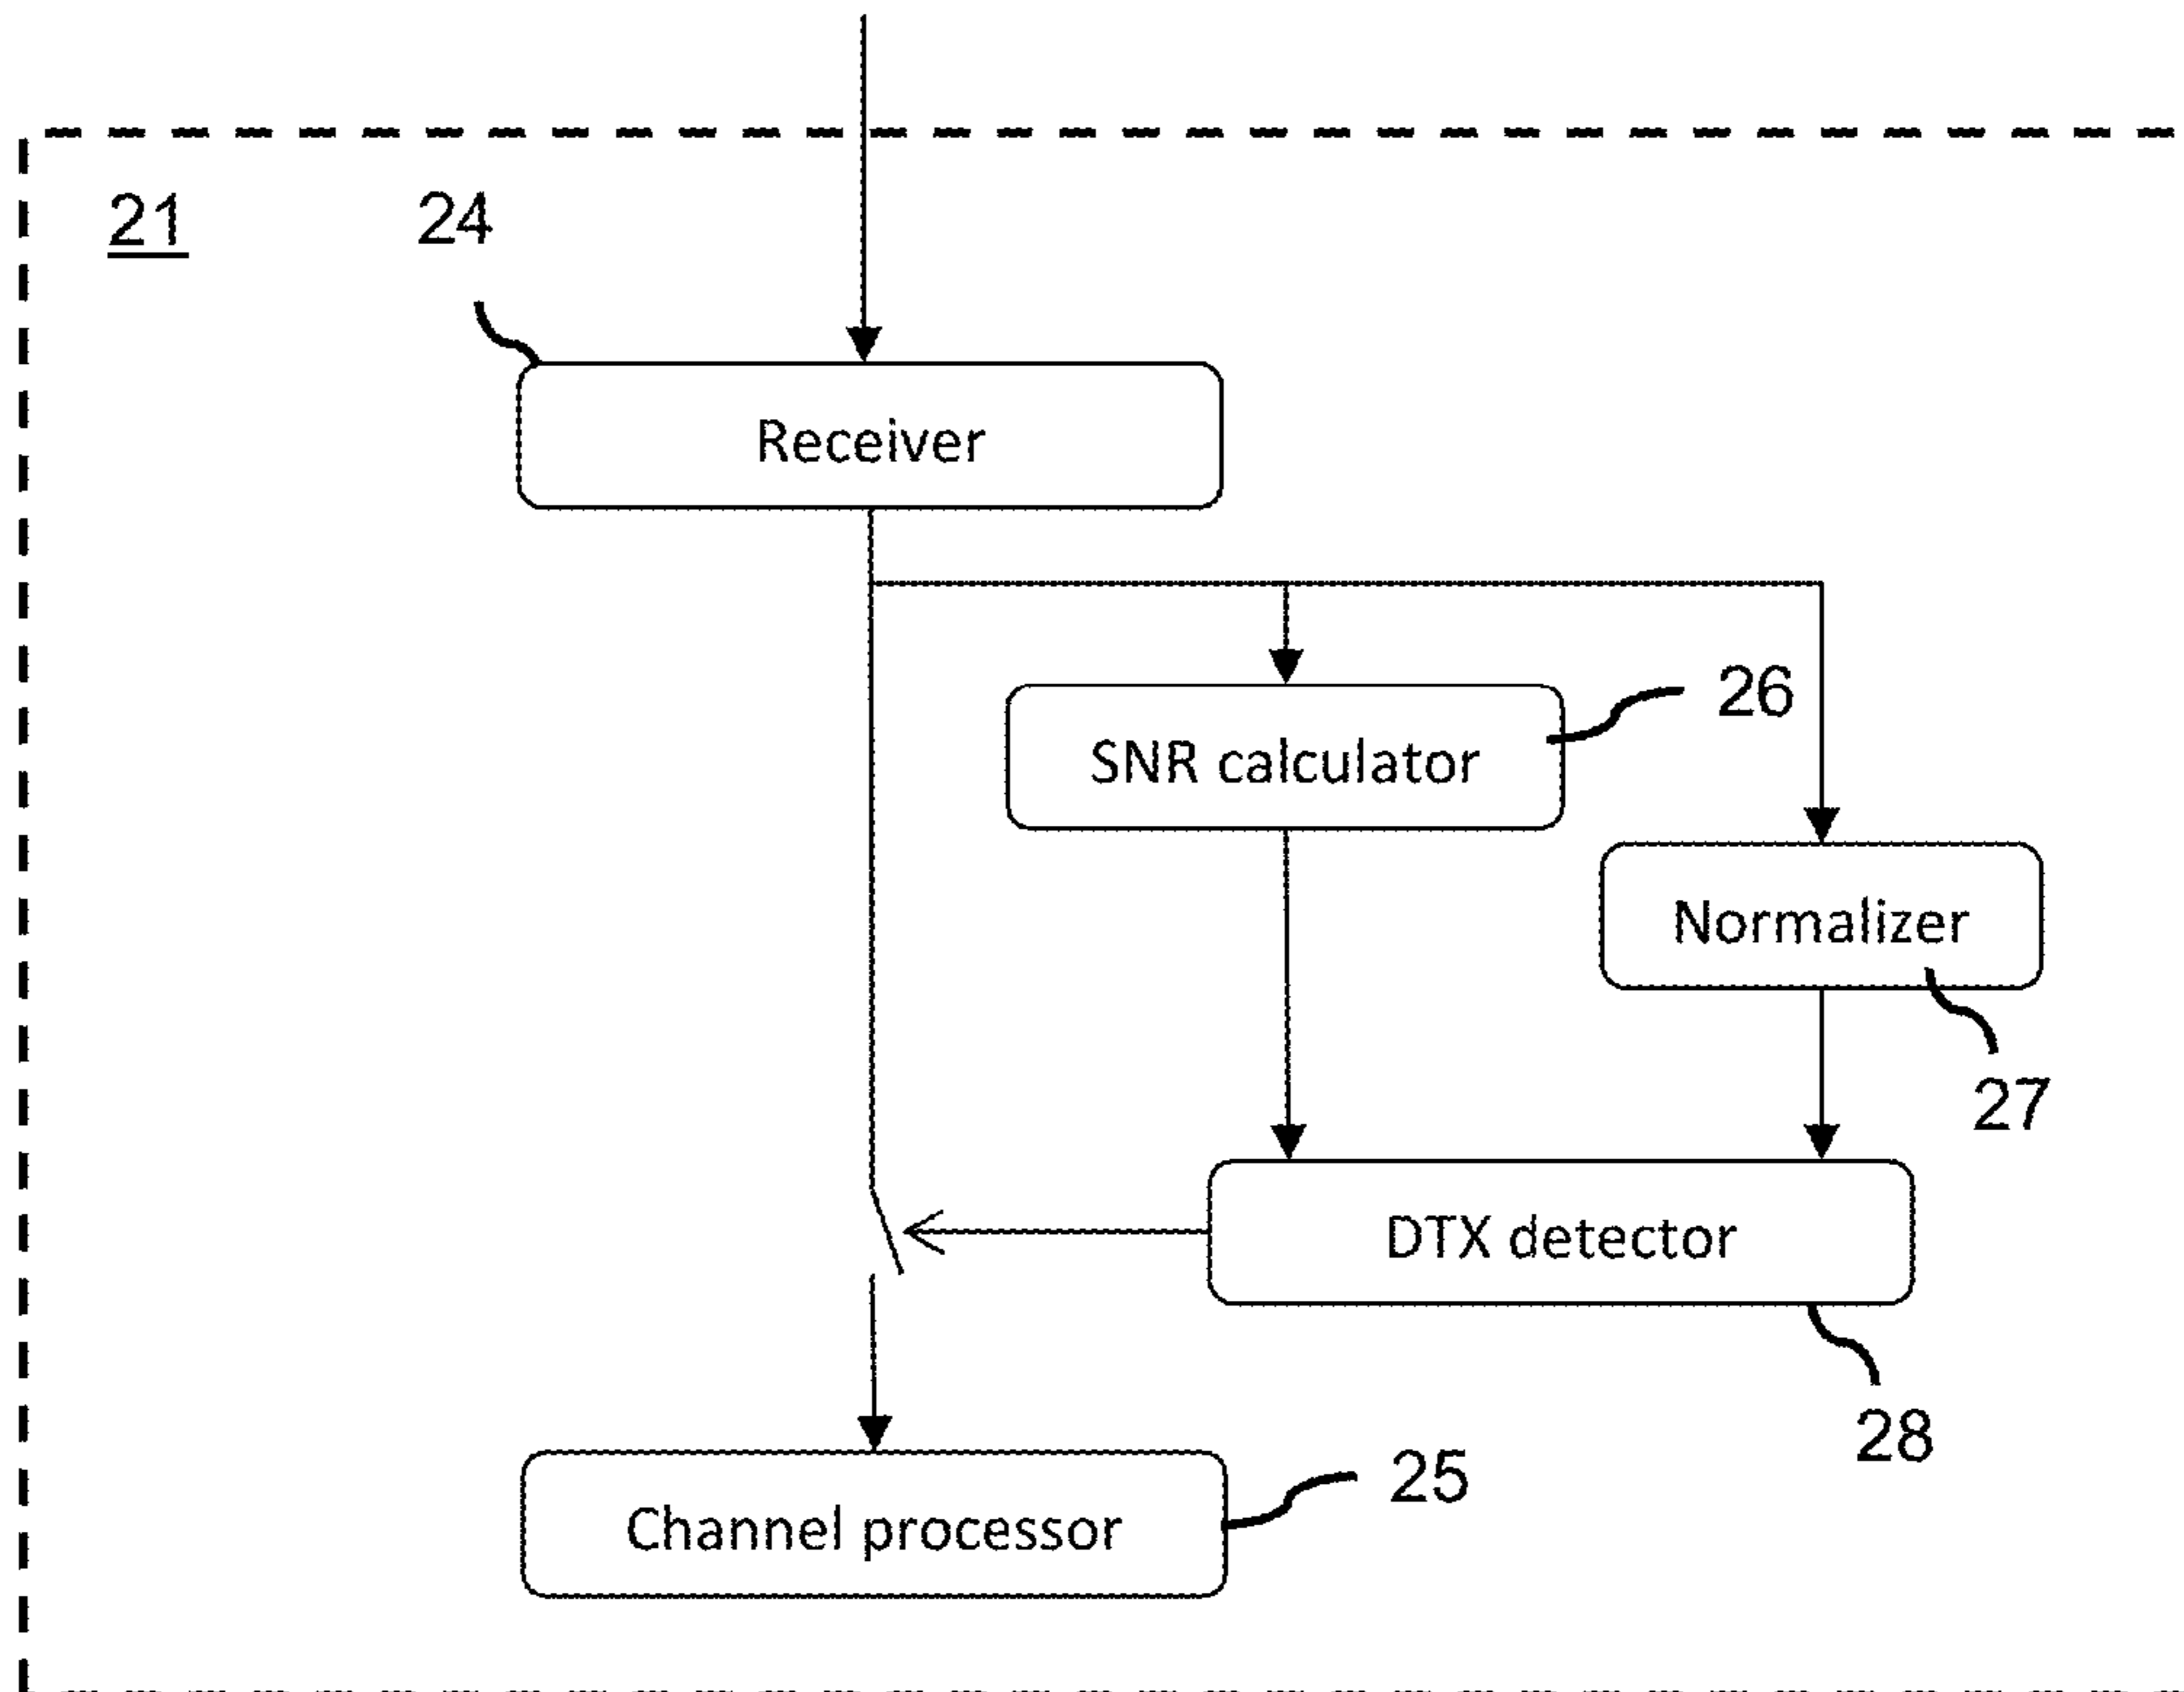 21
24
Receiver
26
SNR calculator
Normalizer
27
DTX detector
28
25
Channel processor